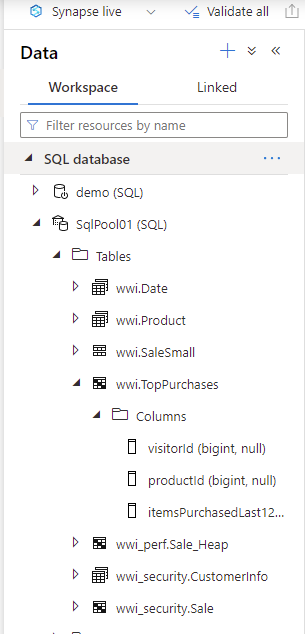 Synapse live
Validate all
Data
Workspace
Linked
Filter resources by name
SQL database
demo (SQL)
SqlPool01 (SQL)
Tables
wwi.Date
wwi.Product
wwi.SaleSmall
wwi.TopPurchases
Columns
visitorId (bigint, null)
productId (bigint, null)
itemsPurchasedLast12...
wwi_perf.Sale_Heap
wwi_security.CustomerInfo
wwi_security.Sale